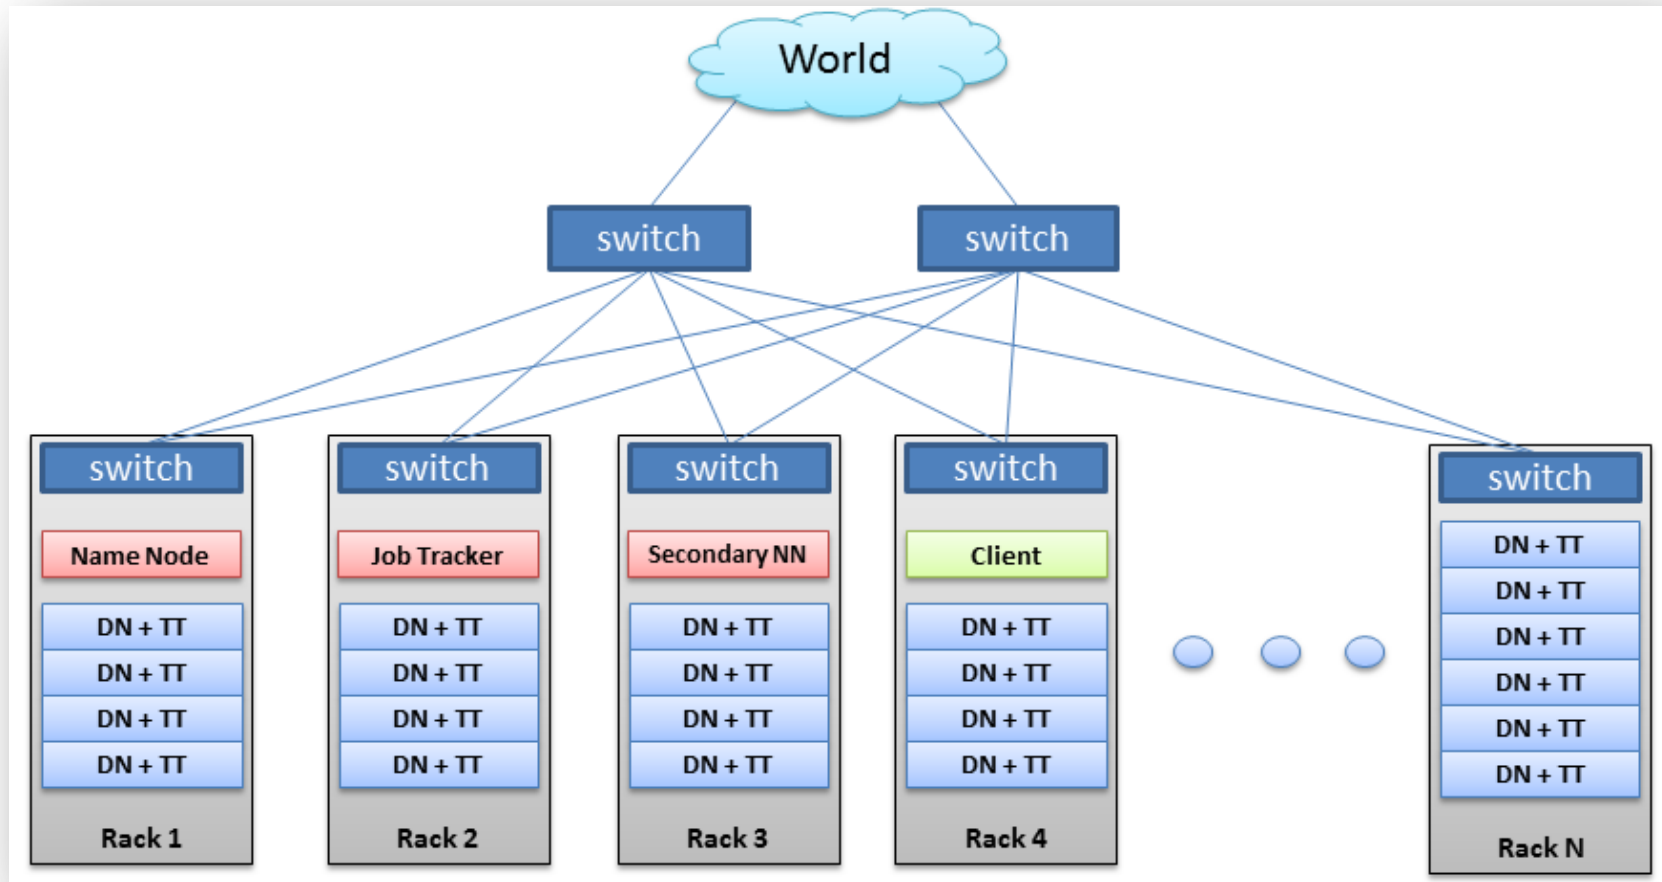 World
switch
switch
switch
Name Node
DN + TT
DN + TT
DN + TT
DN + TT
Rack 1
switch
Job Tracker
DN + TT
DN + TT
DN + TT
DN + TT
Rack 2
switch
Secondary NN
DN + TT
DN + TT
DN + TT
DN + TT
Rack 3
switch
Client
DN + TT
DN + TT
DN + TT
DN + TT
Rack 4
switch
DN + TT
DN + TT
DN + TT
DN + TT
DN + TT
DN + TT
Rack N